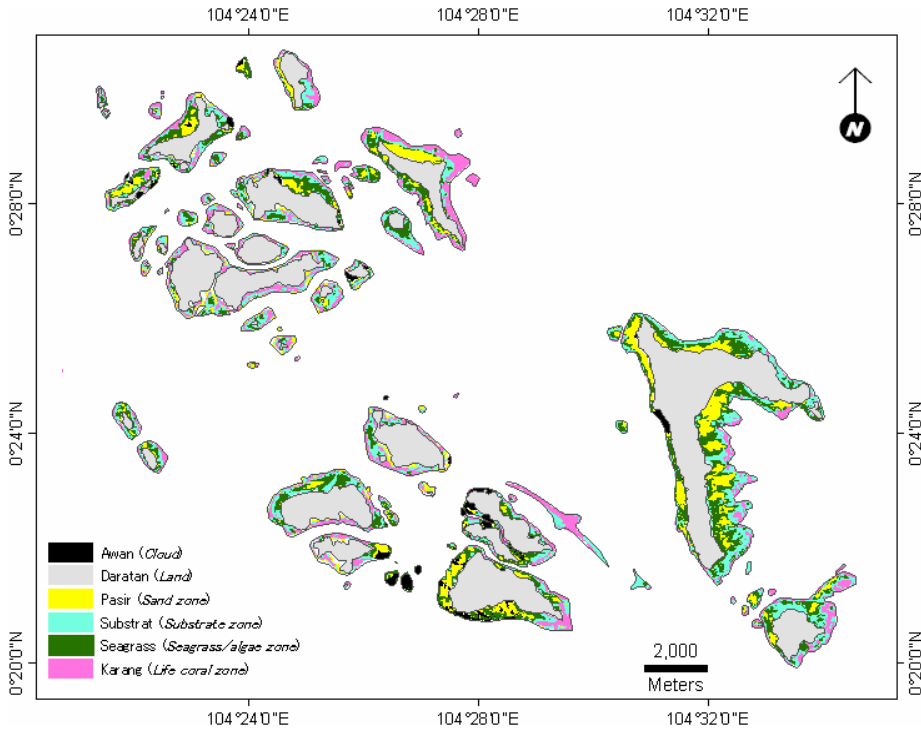 104°24'0"E 104°28'0"E 104°32'0"E
N
0°28'0"N 0°28'0"N
0°24'0"N 0°24'0"N
Awan (Cloud)
Daratan (Land)
Pasir (Sand zone)
Substrat (Substrate zone)
Seagrass (Seagrass/algae zone)
Karang (Life coral zone)
2,000
Meters
0°20'0"N 0°20'0"N
104°24'0"E 104°28'0"E 104°32'0"E